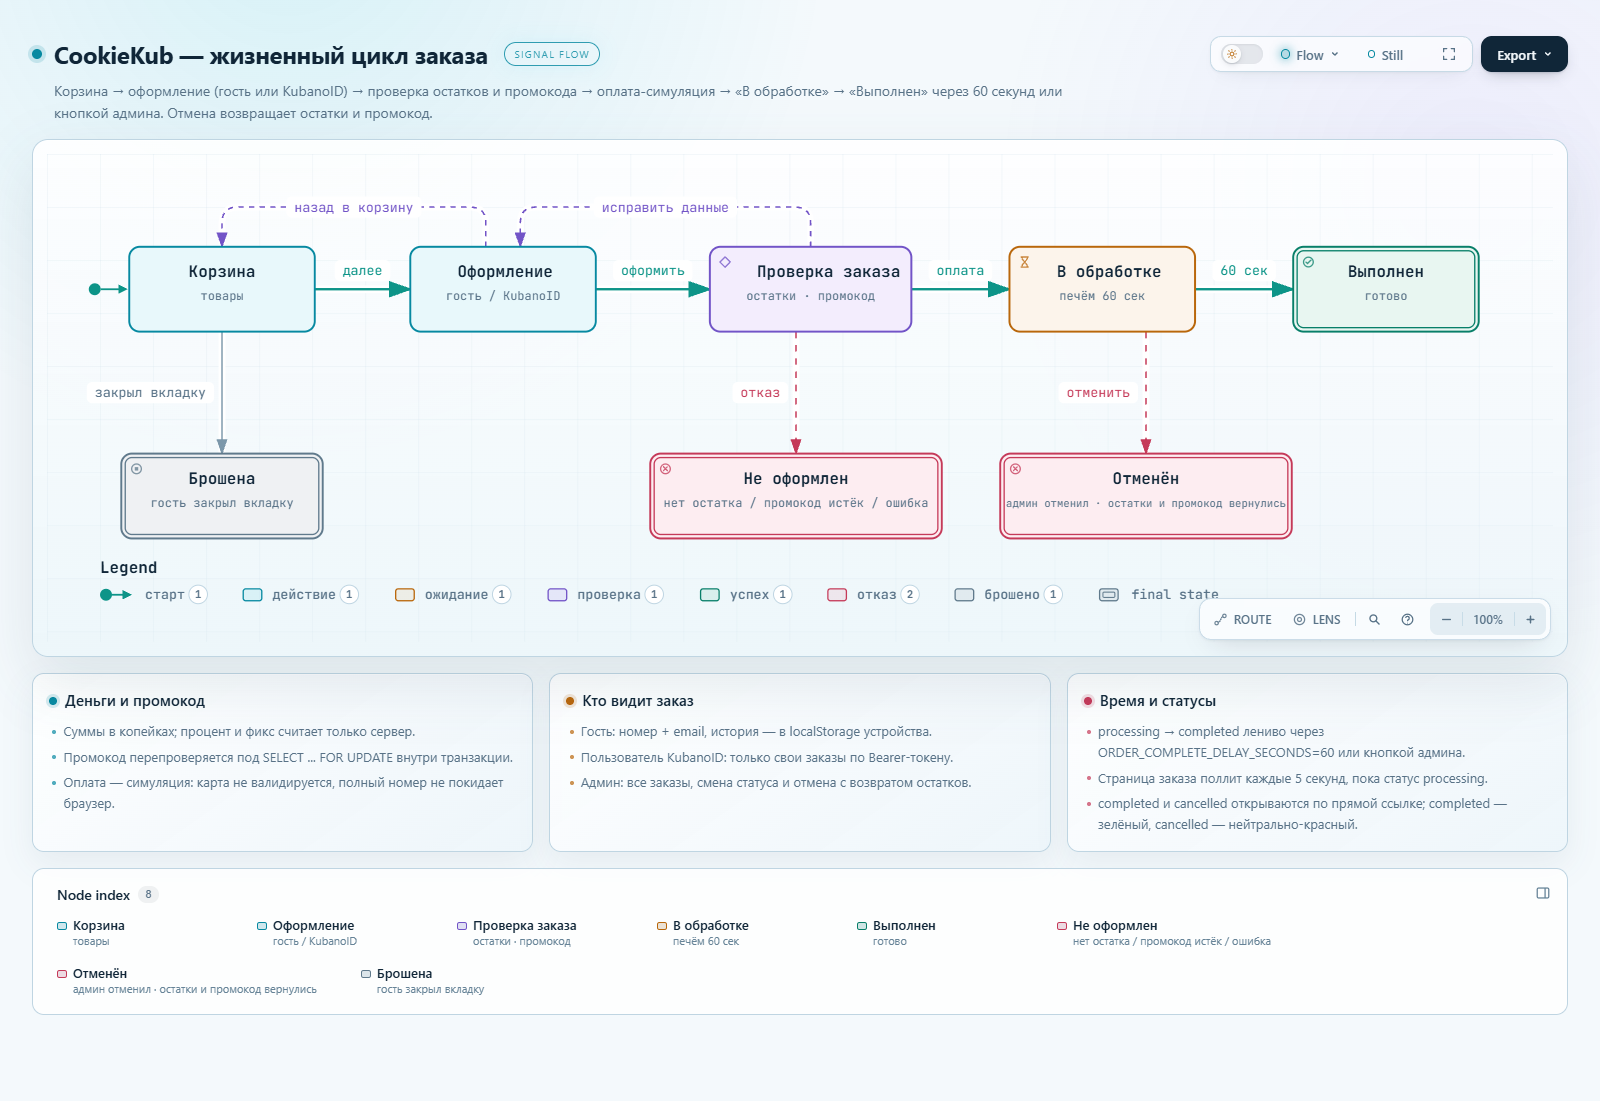 CookieKub — жизненный цикл заказа
SIGNAL FLOW
Flow
Still
Export
Корзина → оформление (гость или KubanoID) → проверка остатков и промокода → оплата-симуляция → «В обработке» → «Выполнен» через 60 секунд или
кнопкой админа. Отмена возвращает остатки и промокод.
назад в корзину
исправить данные
Корзина
товары
далее
Оформление
гость / KubanoID
оформить
Проверка заказа
остатки · промокод
оплата
В обработке
печём 60 сек
60 сек
Выполнен
готово
закрыл вкладку
отказ
отменить
Брошена
гость закрыл вкладку
Не оформлен
нет остатка / промокод истёк / ошибка
Отменён
админ отменил · остатки и промокод вернулись
Legend
старт 1
действие 1
ожидание 1
проверка 1
успех 1
отказ 2
брошено 1
final state
ROUTE
LENS
− 100% +
Деньги и промокод
• Суммы в копейках; процент и фикс считает только сервер.
• Промокод перепроверяется под SELECT … FOR UPDATE внутри транзакции.
• Оплата — симуляция: карта не валидируется, полный номер не покидает
браузер.
Кто видит заказ
• Гость: номер + email, история — в localStorage устройства.
• Пользователь KubanoID: только свои заказы по Bearer-токену.
• Админ: все заказы, смена статуса и отмена с возвратом остатков.
Время и статусы
• processing → completed лениво через
ORDER_COMPLETE_DELAY_SECONDS=60 или кнопкой админа.
• Страница заказа поллит каждые 5 секунд, пока статус processing.
• completed и cancelled открываются по прямой ссылке; completed —
зелёный, cancelled — нейтрально-красный.
Node index 8
Корзина
товары
Оформление
гость / KubanoID
Проверка заказа
остатки · промокод
В обработке
печём 60 сек
Выполнен
готово
Не оформлен
нет остатка / промокод истёк / ошибка
Отменён
админ отменил · остатки и промокод вернулись
Брошена
гость закрыл вкладку